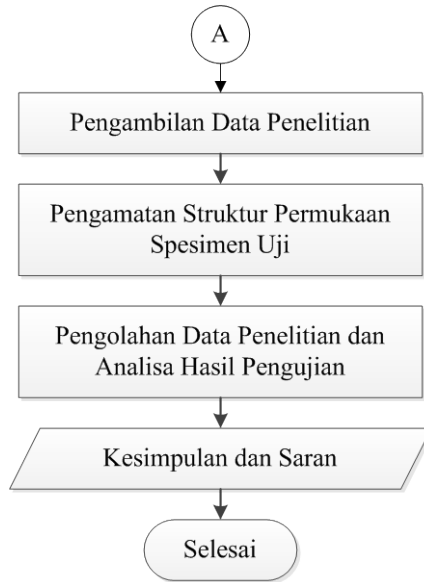 A
Pengambilan Data Penelitian
Pengamatan Struktur Permukaan
Spesimen Uji
Pengolahan Data Penelitian dan
Analisa Hasil Pengujian
Kesimpulan dan Saran
Selesai